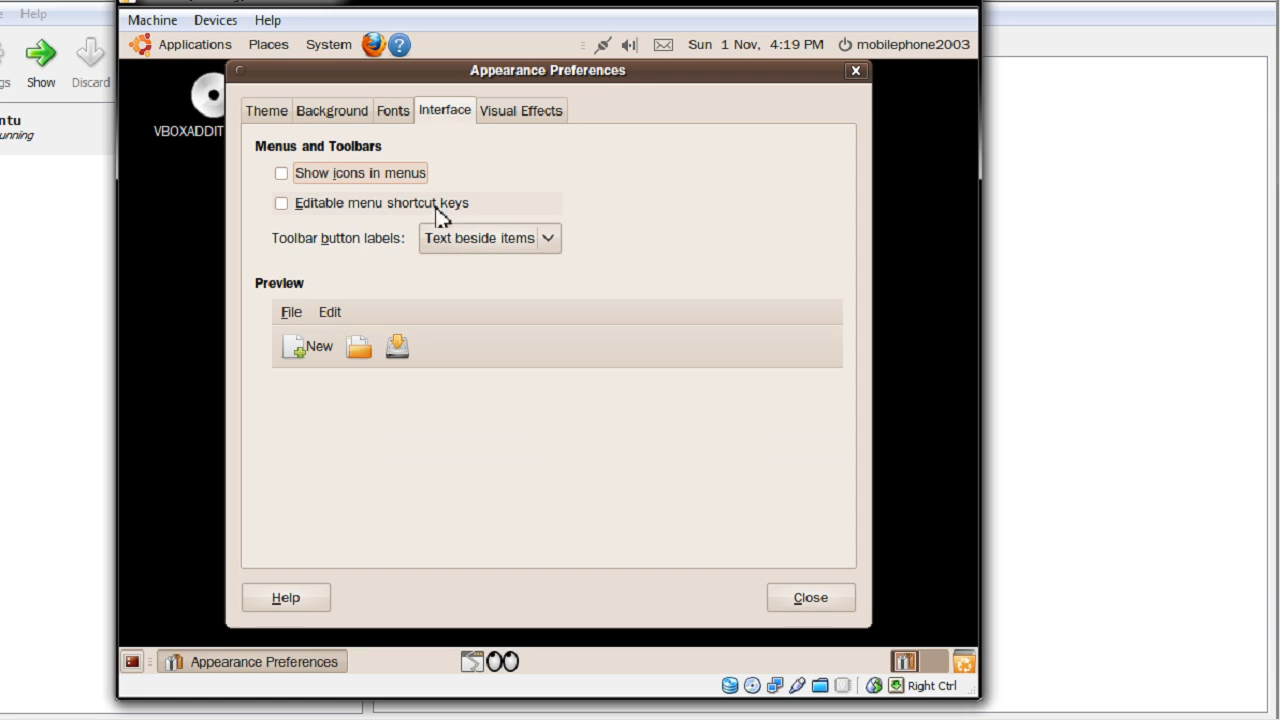 Help
Machine Devices Help
Applications Places System
Sun 1 Nov, 4:19 PM mobilephone2003
gs Show Discard
Appearance Preferences
Theme Background Fonts Interface Visual Effects
ntu
unning
VBOXADDIT
Menus and Toolbars
Show icons in menus
Editable menu shortcut keys
Toolbar button labels: Text beside items
Preview
File Edit
New
Help Close
Appearance Preferences
Right Ctrl